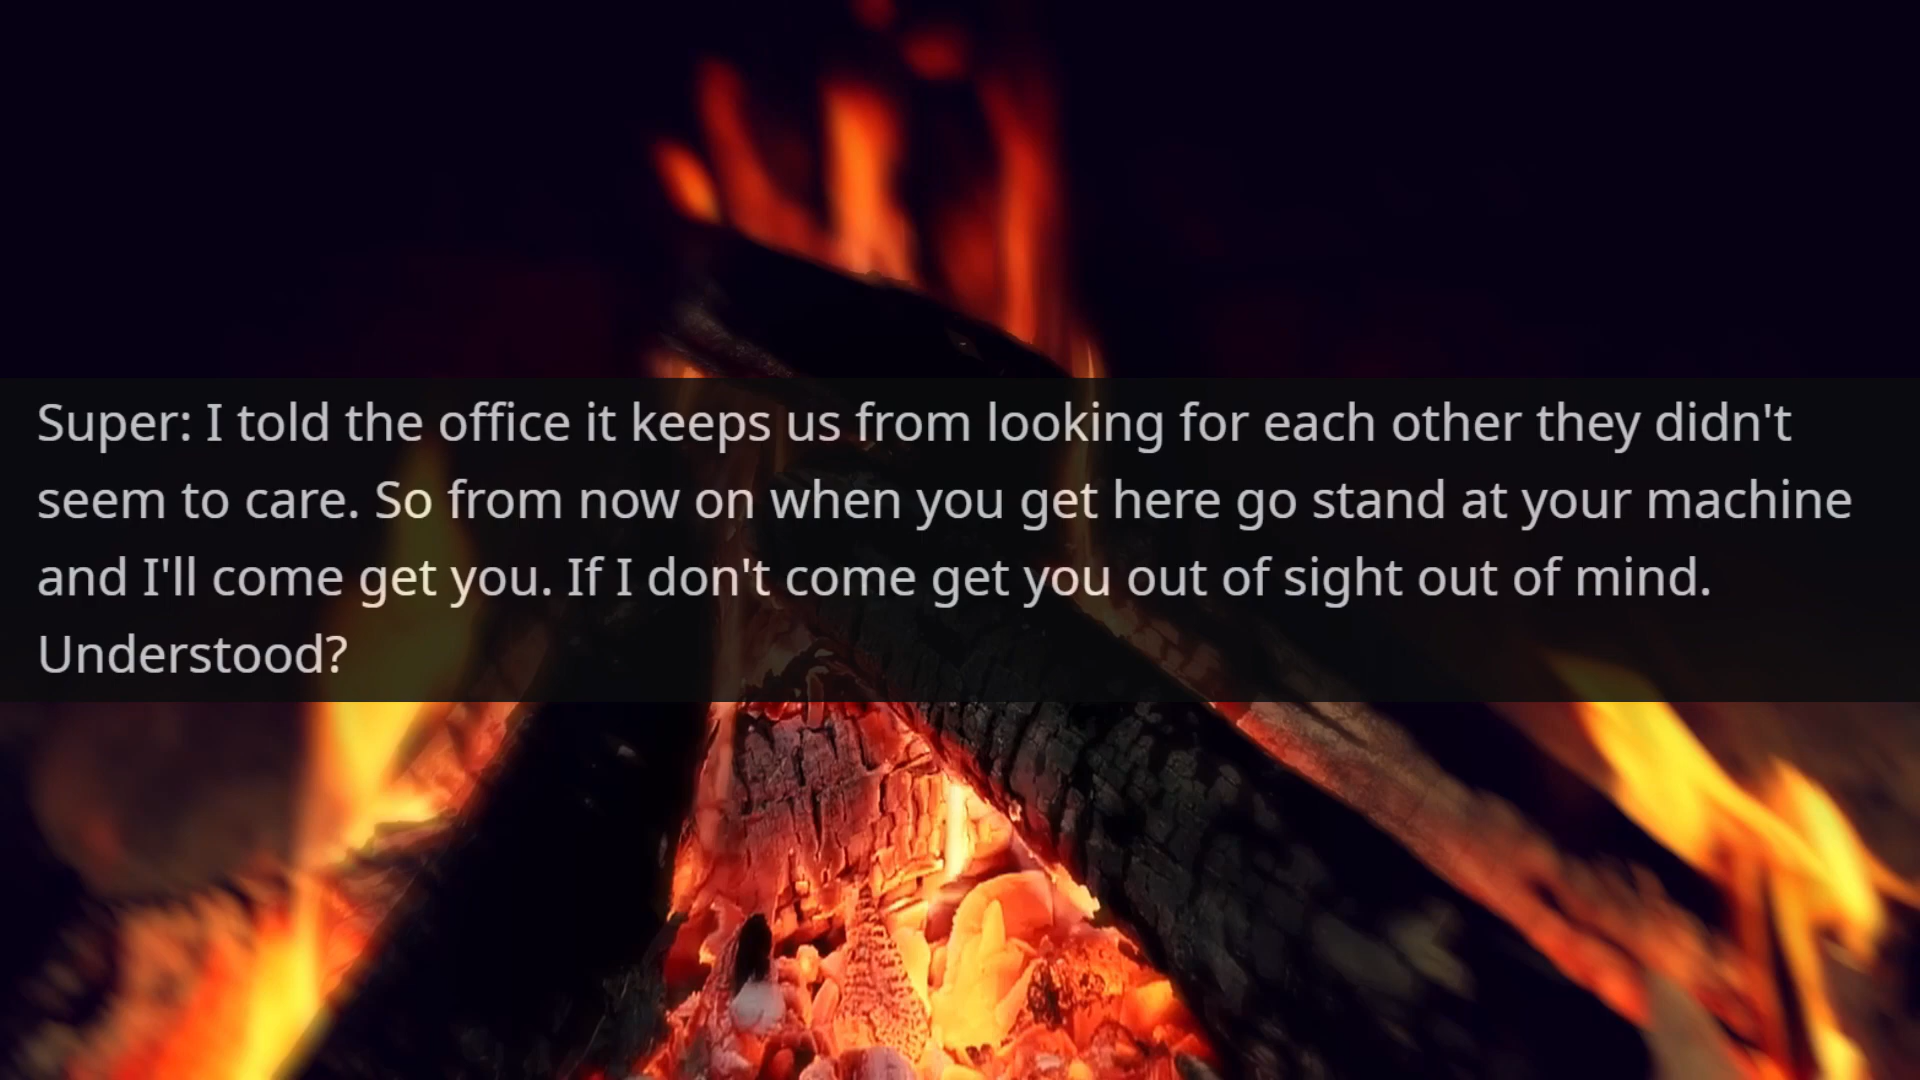 Super: I told the office it keeps us from looking for each other they didn't
seem to care. So from now on when you get here go stand at your machine
and I'll come get you. If I don't come get you out of sight out of mind.
Understood?